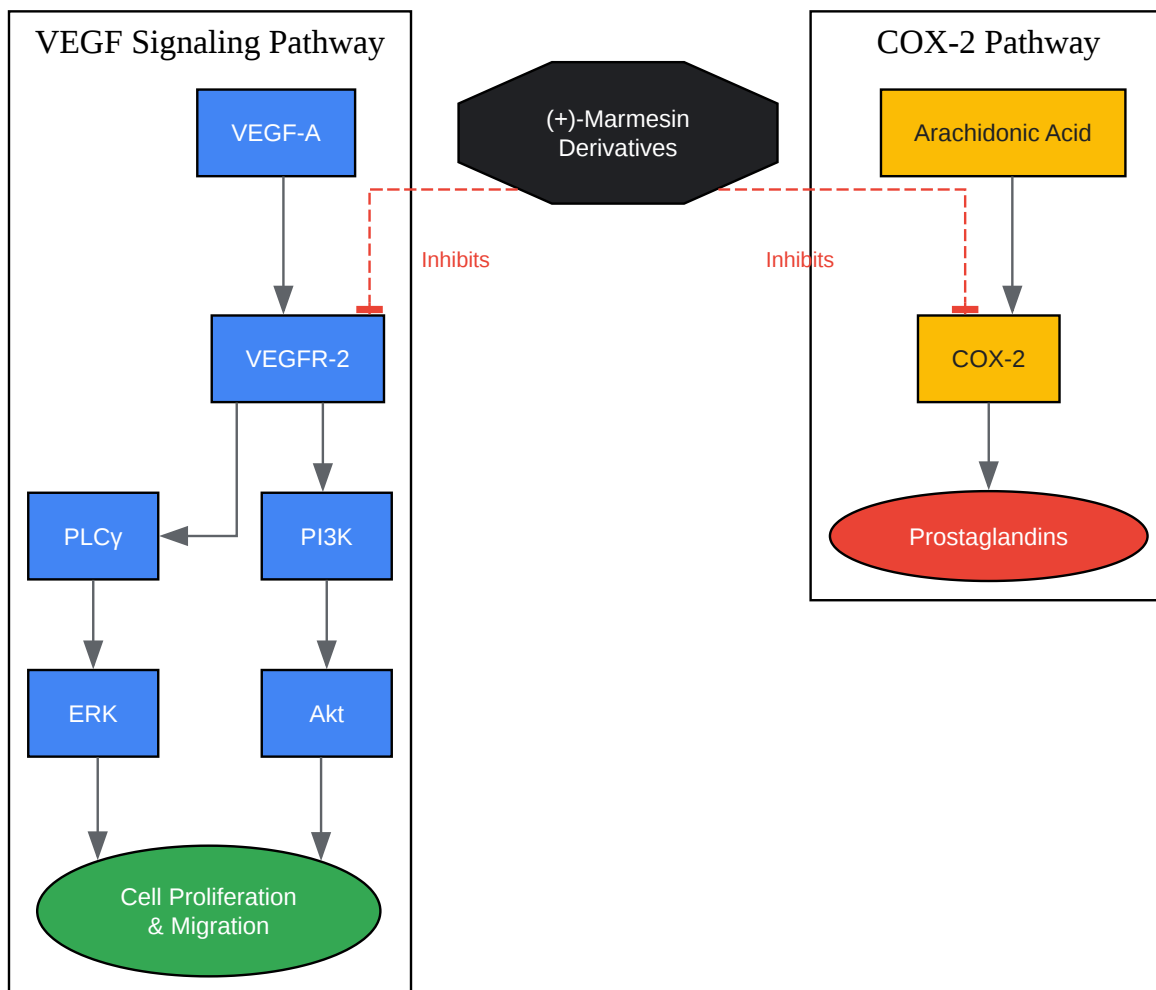 VEGF Signaling Pathway
COX-2 Pathway
VEGF-A
(+)-Marmesin
Derivatives
Arachidonic Acid
Inhibits
Inhibits
VEGFR-2
COX-2
PLCγ
PI3K
Prostaglandins
ERK
Akt
Cell Proliferation
& Migration